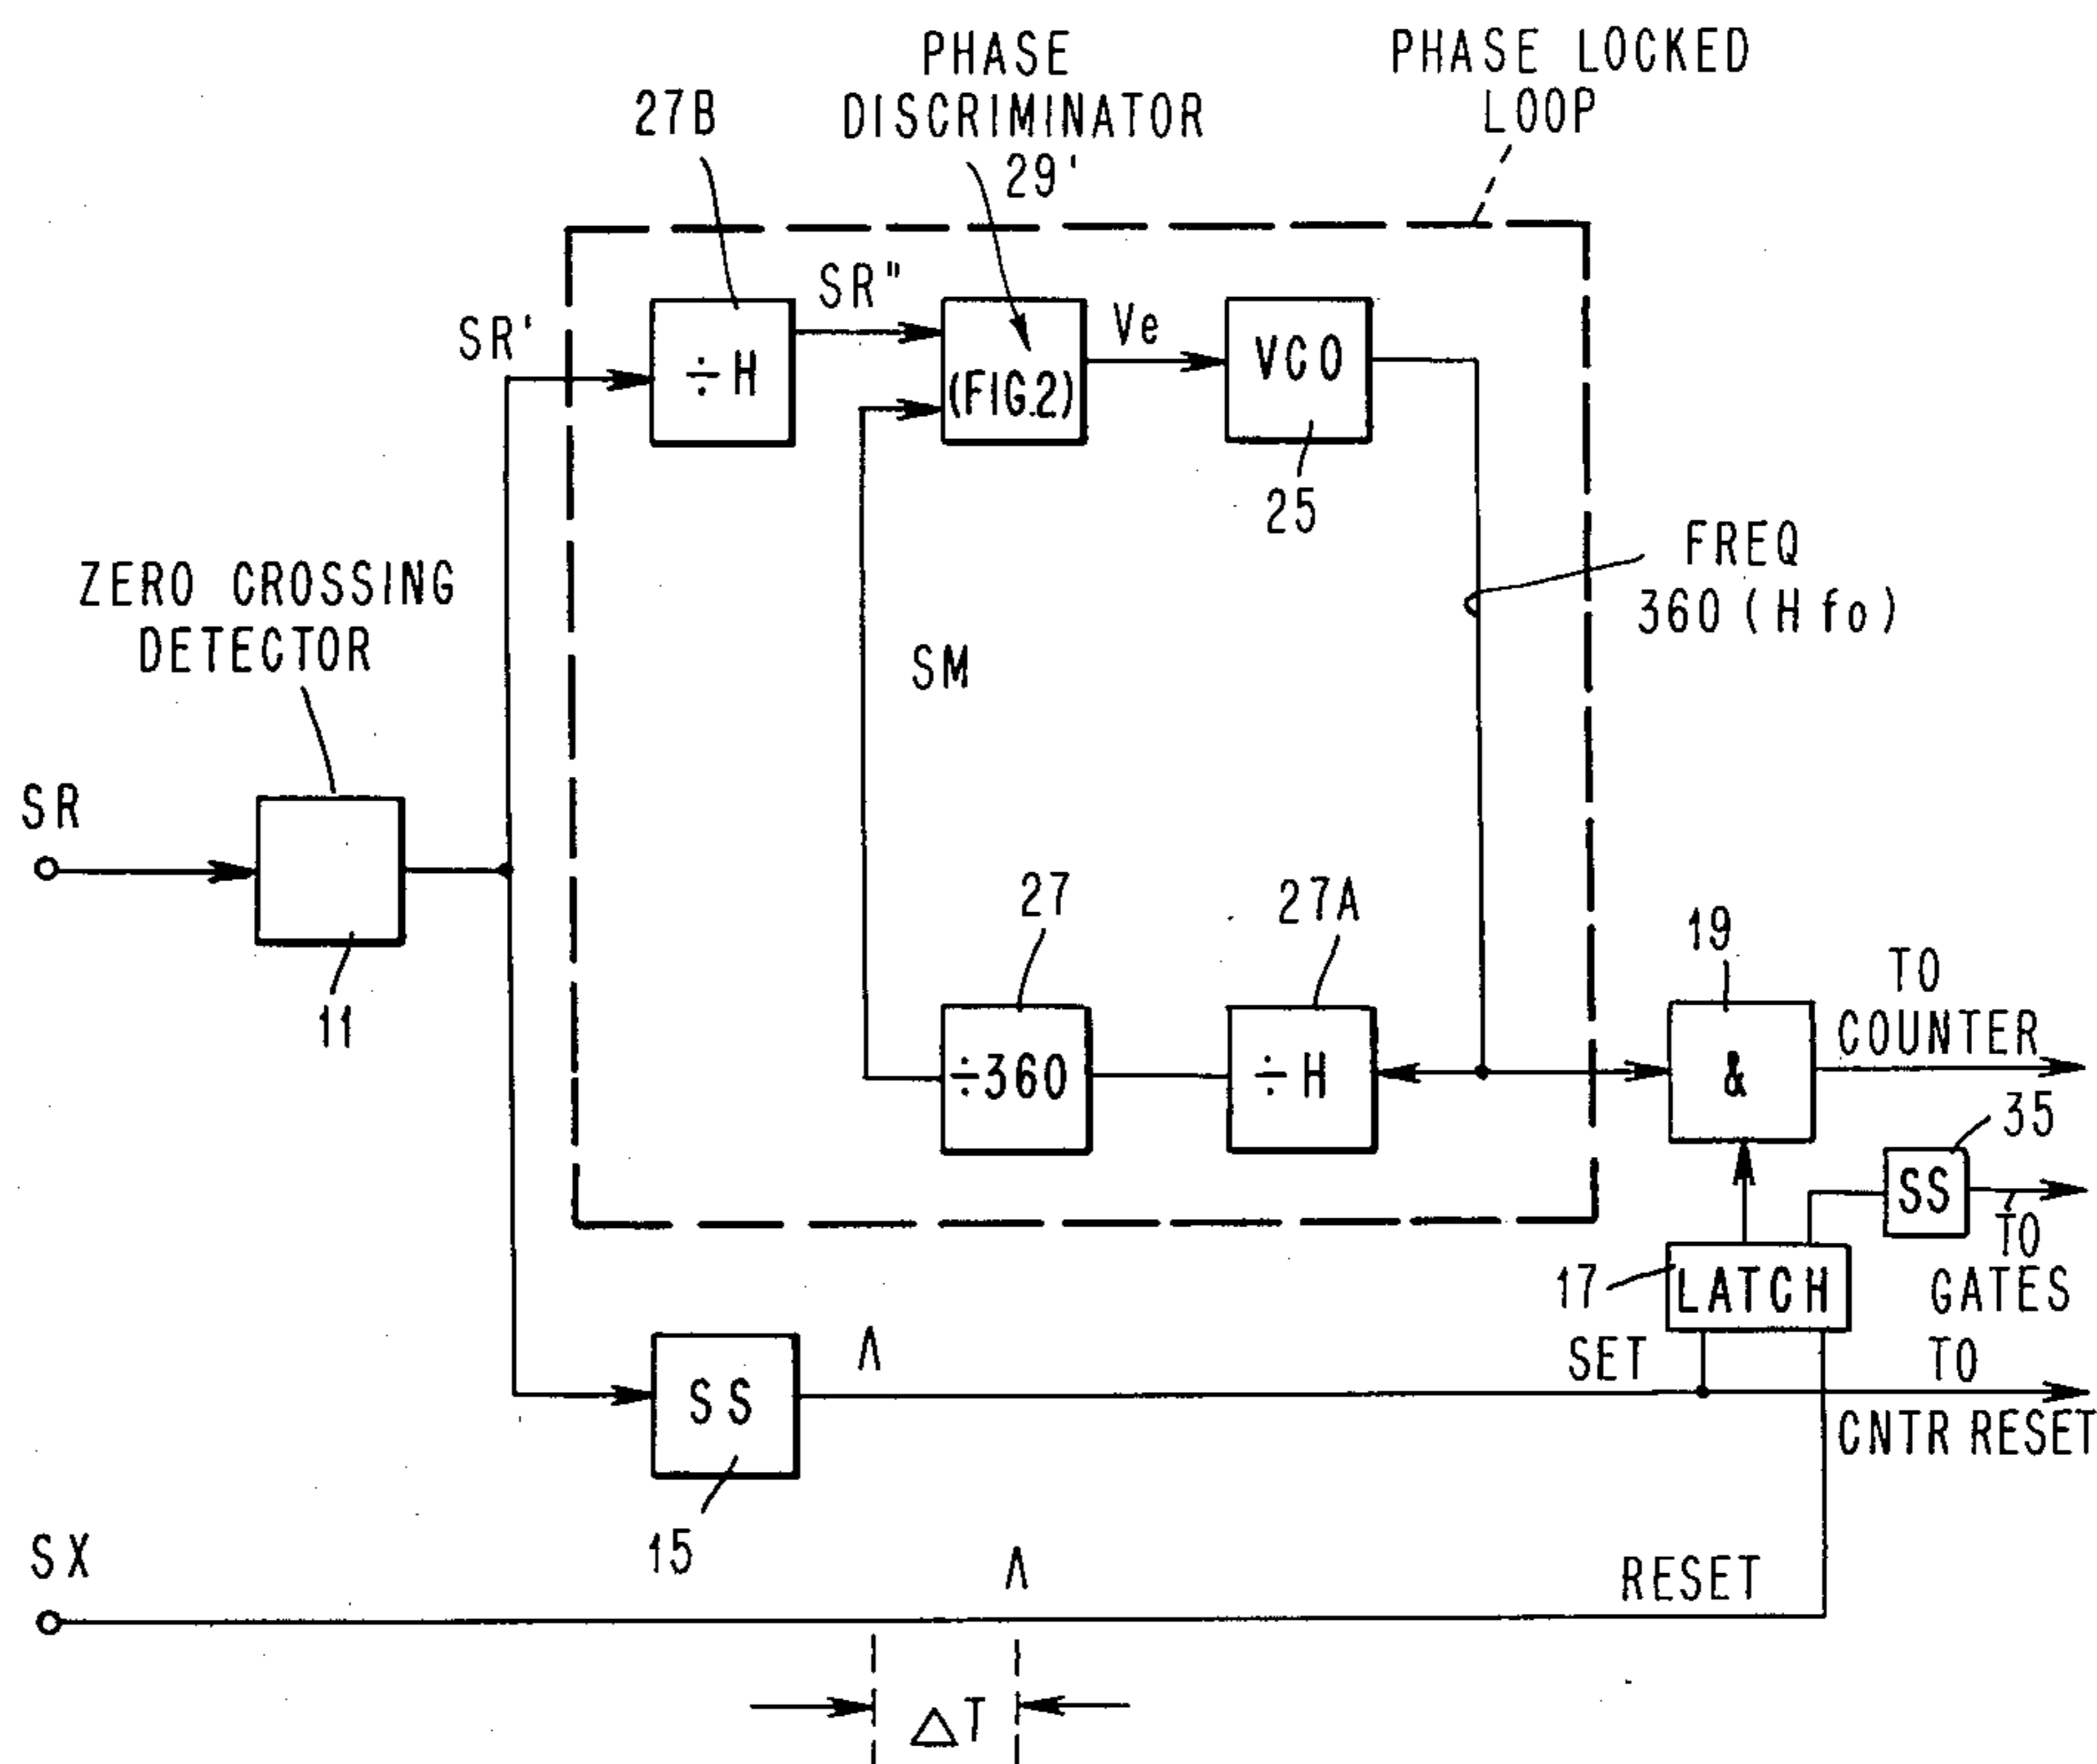 PHASE
DISCRIMINATOR
29'
PHASE LOCKED
LOOP
27B
SR'
÷H
SR"
(FIG.2)
Ve
VCO
25
FREQ
360 (H fo)
ZERO CROSSING
DETECTOR
SM
SR
11
27
÷360
27A
÷H
19
&
TO
COUNTER
35
SS
TO
GATES
17
LATCH
SET
TO
CNTR RESET
SS
15
Λ
SX
Λ
RESET
△T